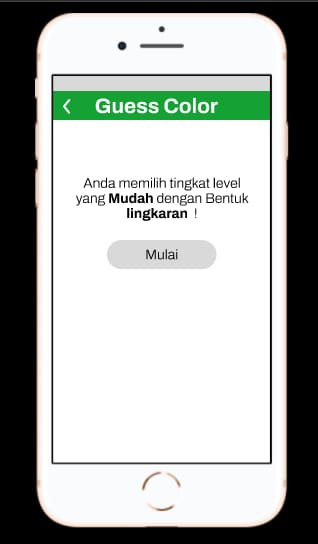 Guess Color
Anda memilih tingkat level
yang Mudah dengan Bentuk
lingkaran !
Mulai